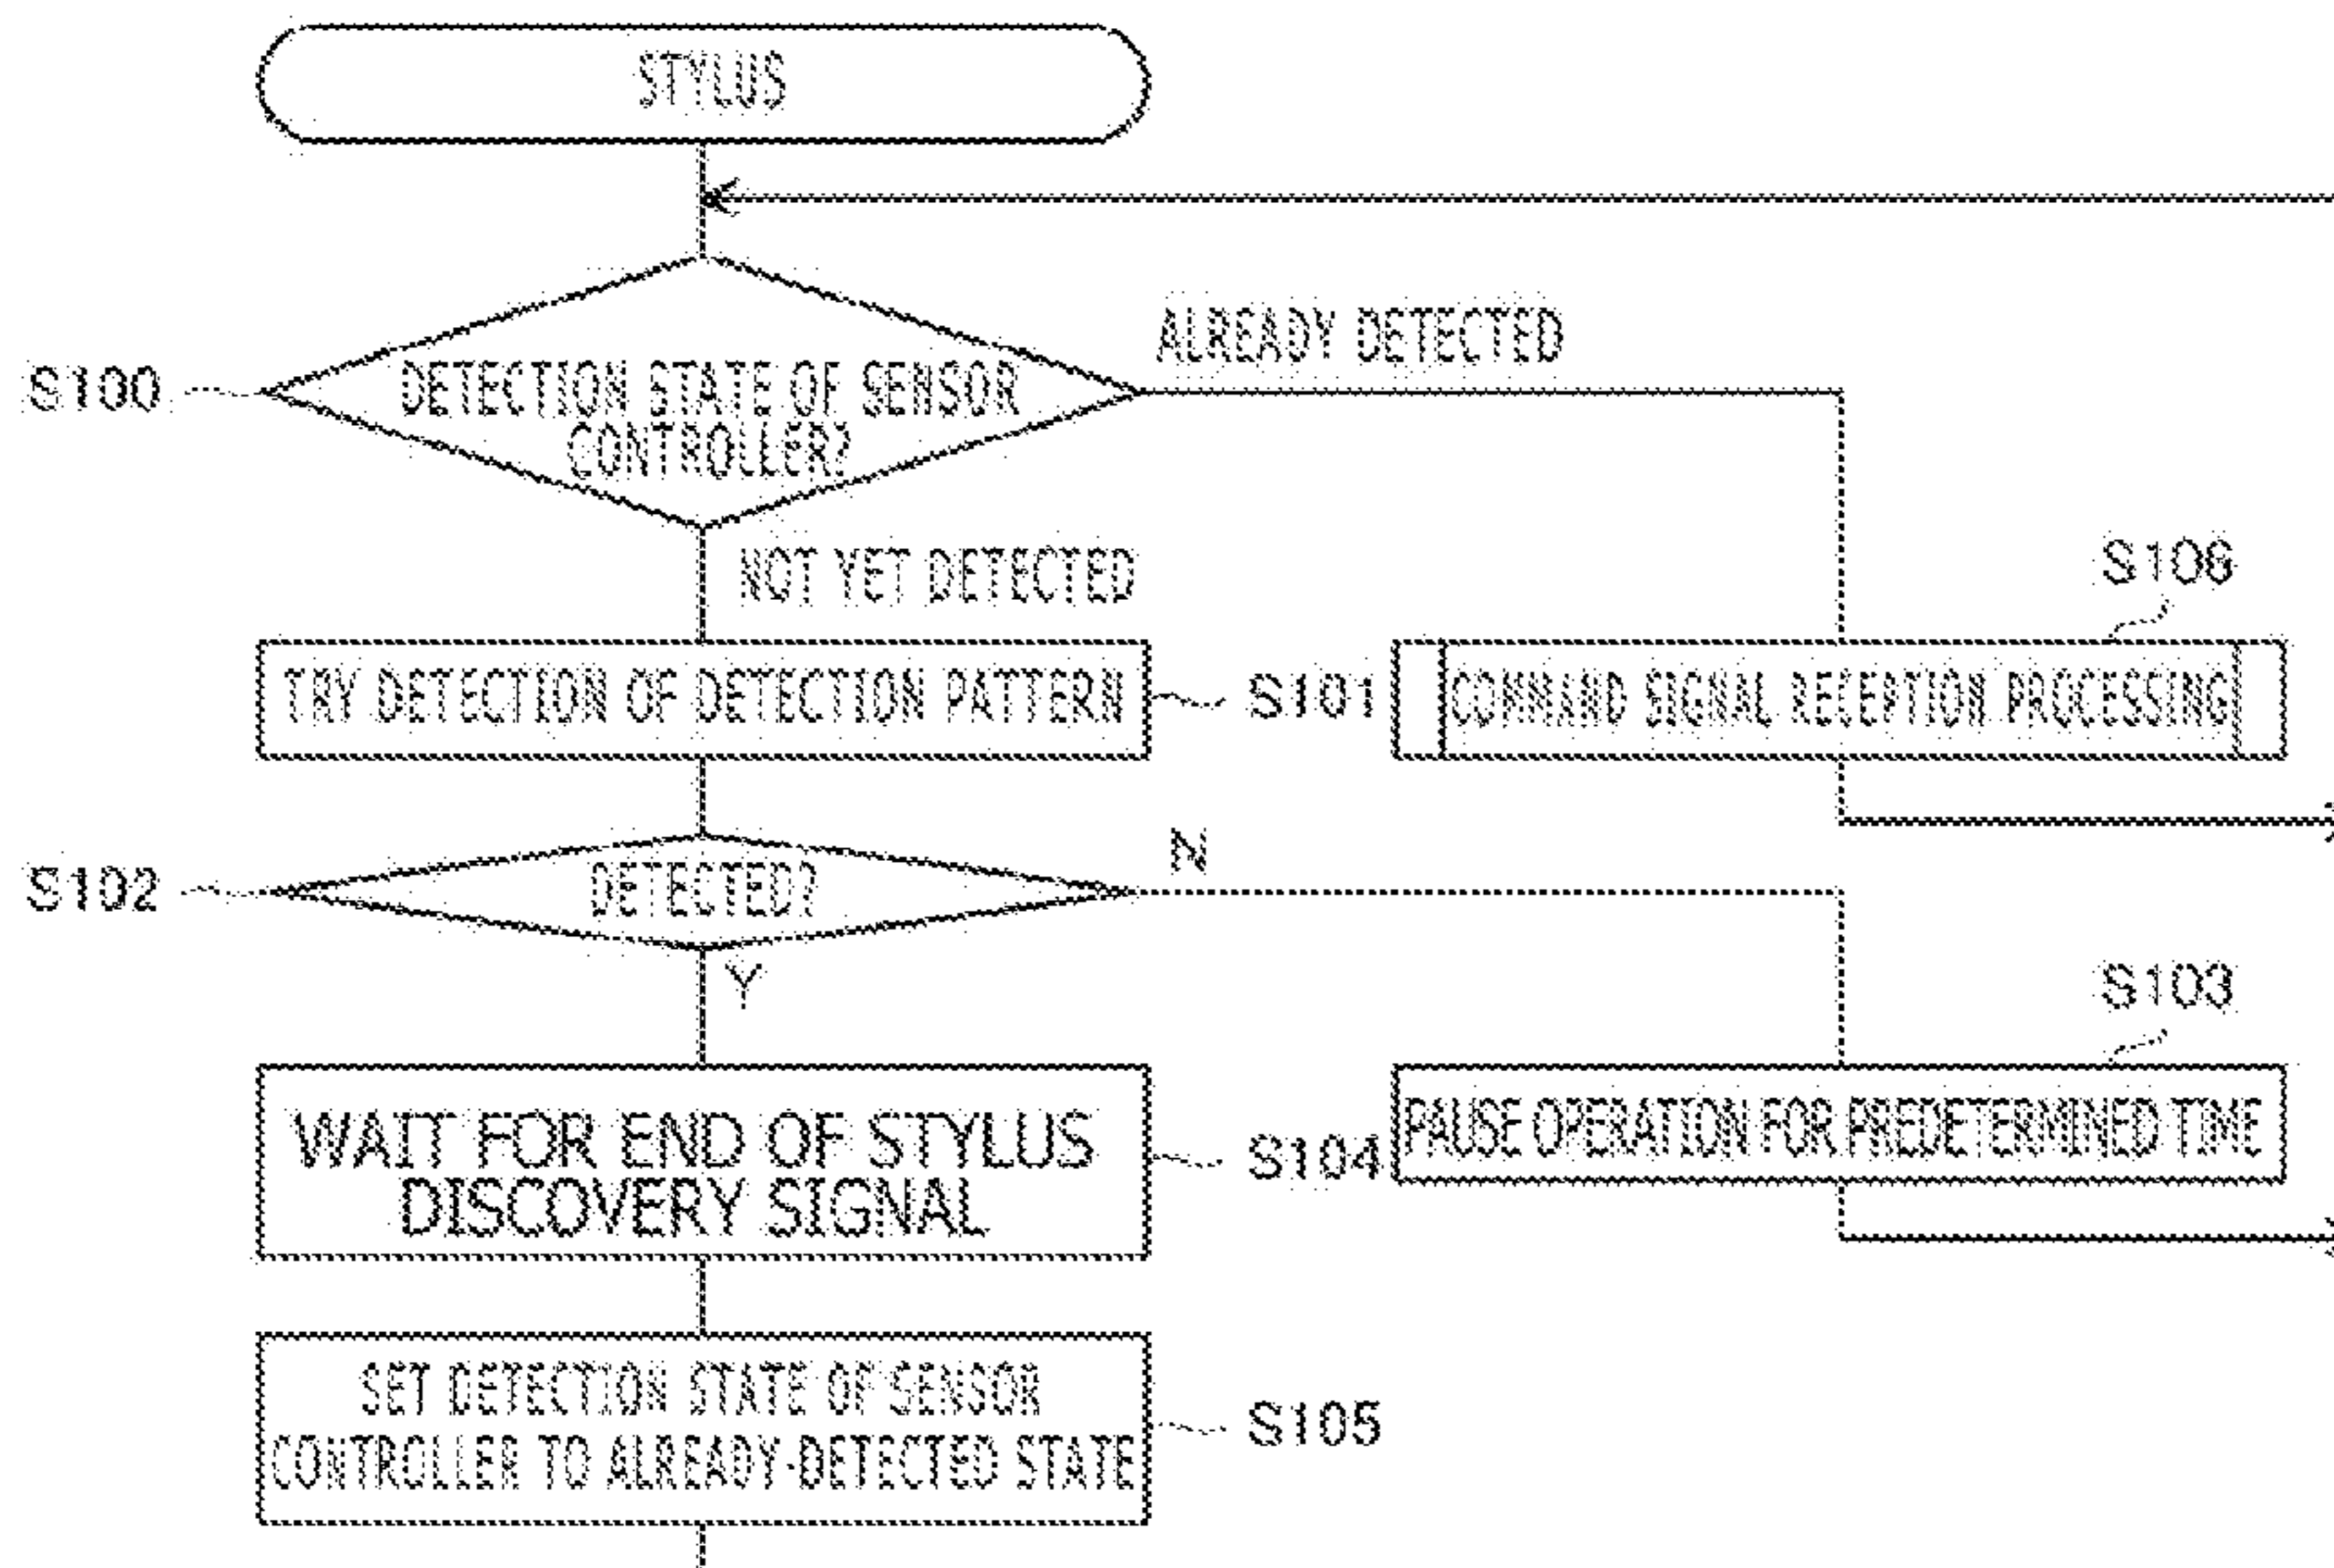 STYLUS
ALREADY DETECTED
S100
DETECTION STATE OF SENSOR
CONTROLLER?
NOT YET DETECTED
S106
TRY DETECTION OF DETECTION PATTERN
S101
COMMAND SIGNAL RECEPTION PROCESSING
N
S102
DETECTED?
Y
S103
WAIT FOR END OF STYLUS
DISCOVERY SIGNAL
S104
PAUSE OPERATION FOR PREDETERMINED TIME
SET DETECTION STATE OF SENSOR
CONTROLLER TO ALREADY-DETECTED STATE
S105